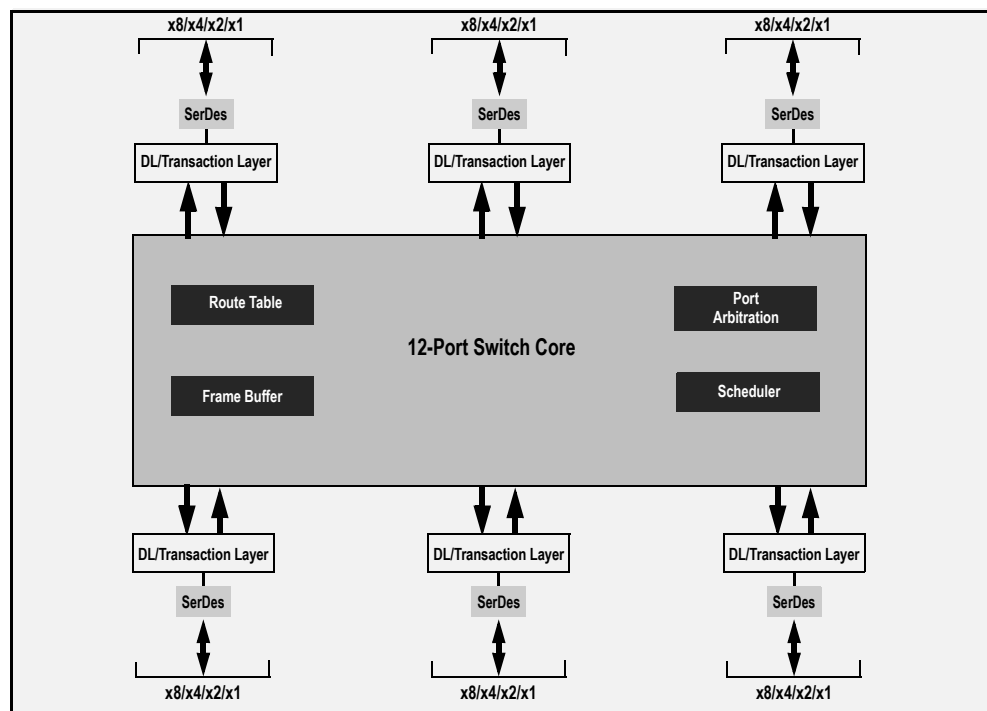 x8/x4/x2/x1
x8/x4/x2/x1
x8/x4/x2/x1
SerDes
SerDes
SerDes
DL/Transaction Layer
DL/Transaction Layer
DL/Transaction Layer
Route Table
Port
Arbitration
12-Port Switch Core
Frame Buffer
Scheduler
DL/Transaction Layer
DL/Transaction Layer
DL/Transaction Layer
SerDes
SerDes
SerDes
x8/x4/x2/x1
x8/x4/x2/x1
x8/x4/x2/x1